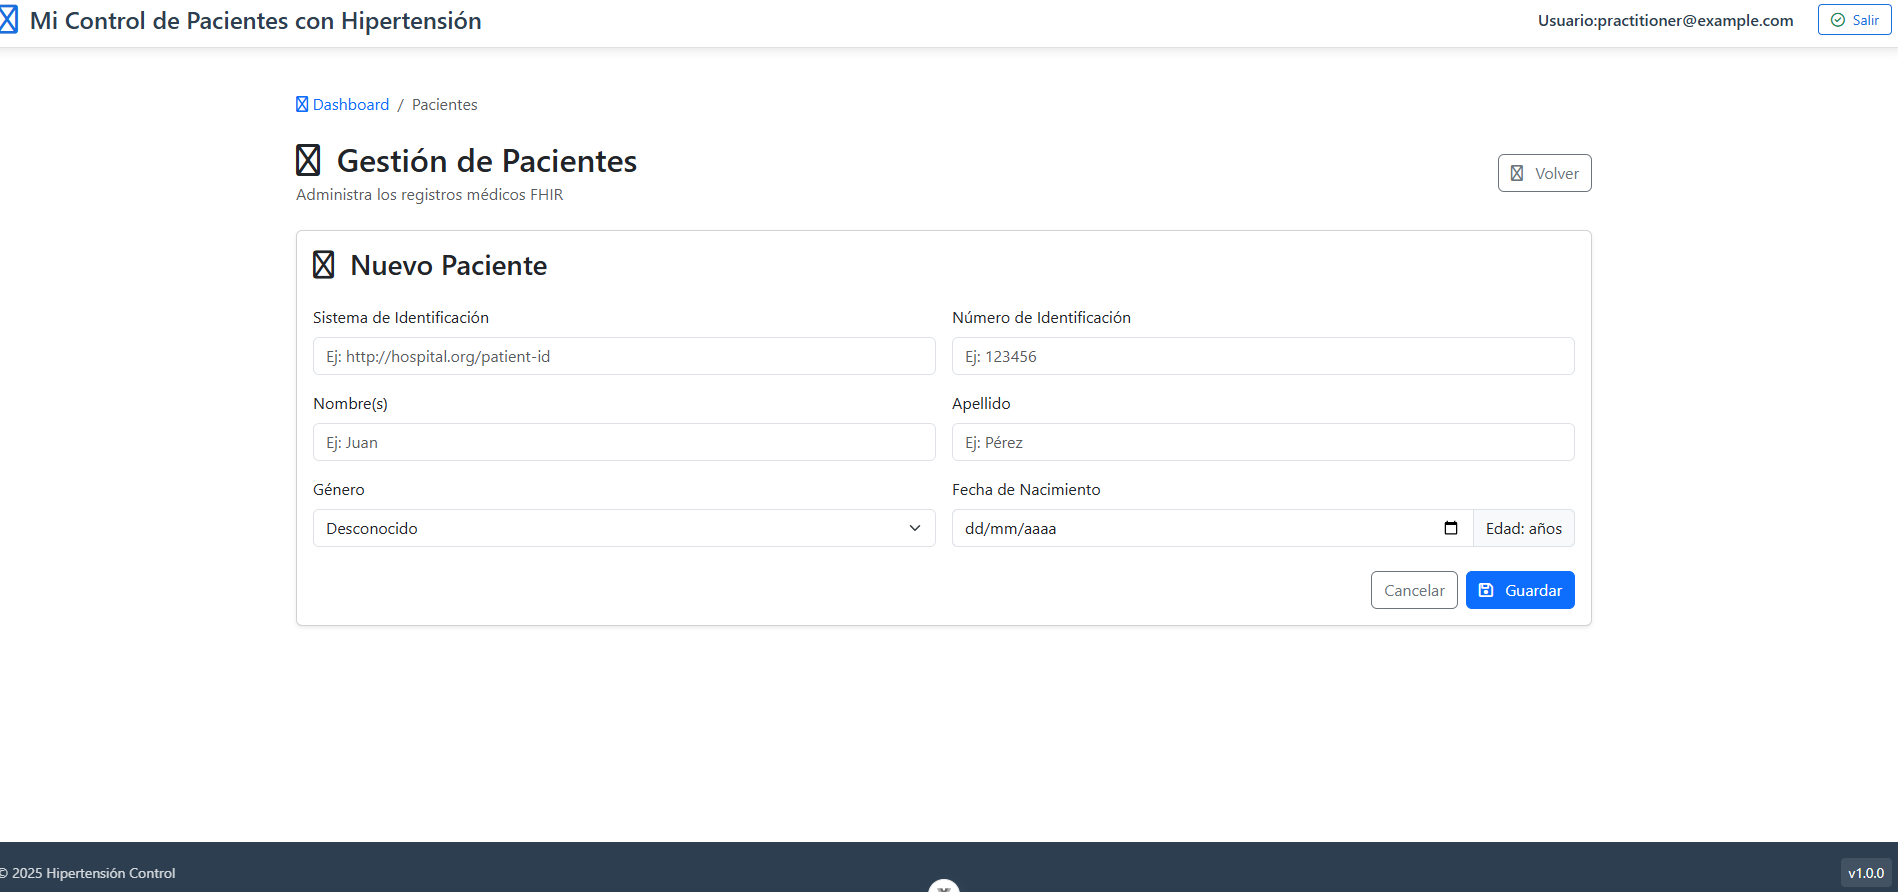 Mi Control de Pacientes con Hipertensión
Usuario:practitioner@example.com
Salir
Dashboard / Pacientes
Gestión de Pacientes
Administra los registros médicos FHIR
Volver
Nuevo Paciente
Sistema de Identificación
Número de Identificación
Ej: http://hospital.org/patient-id
Ej: 123456
Nombre(s)
Apellido
Ej: Juan
Ej: Pérez
Género
Fecha de Nacimiento
Desconocido
dd/mm/aaaa
Edad: años
Cancelar
Guardar
© 2025 Hipertensión Control
v1.0.0